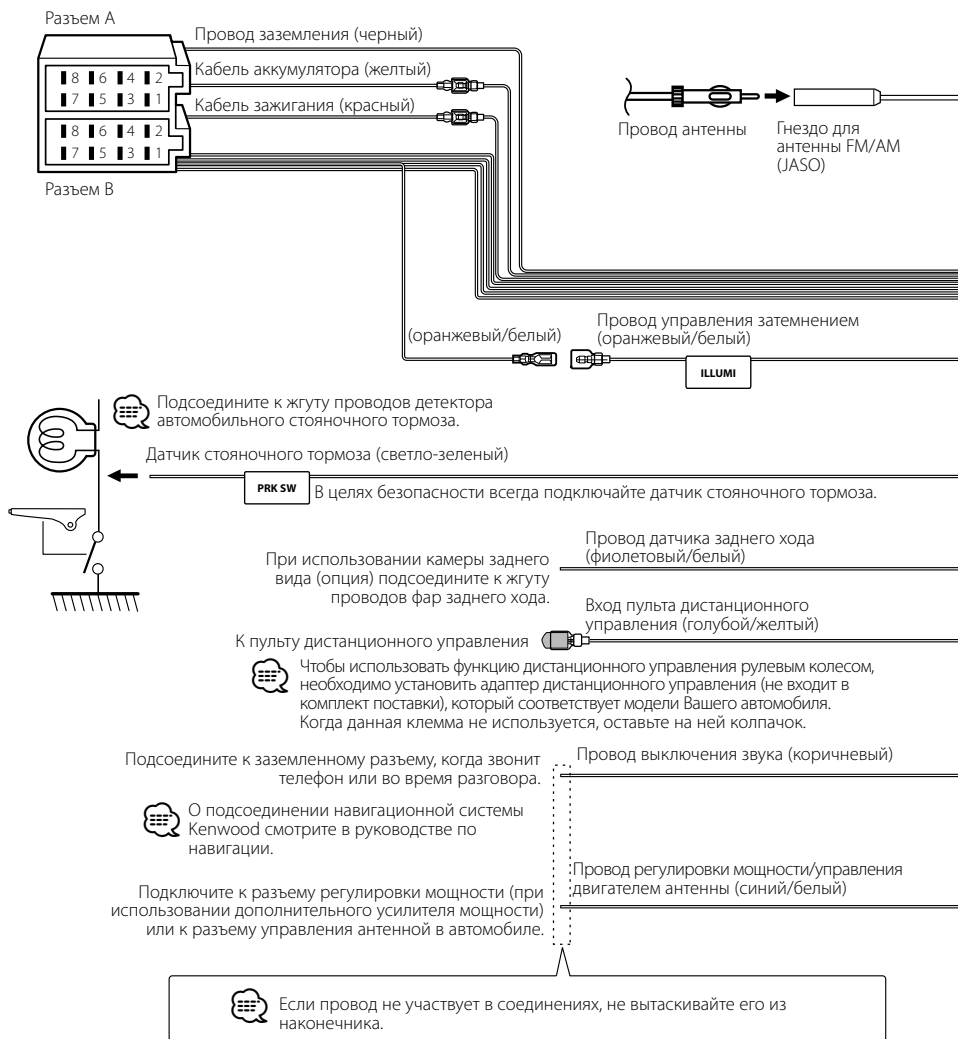 Разъем A
Провод заземления (черный)
Кабель аккумулятора (желтый)
Кабель зажигания (красный)
8 6 4 2
7 5 3 1
8 6 4 2
7 5 3 1
Разъем B
Провод антенны
Гнездо для
антенны FM/AM
(JASO)
(оранжевый/белый)
Провод управления затемнением
(оранжевый/белый)
ILLUMI
Подсоедините к жгуту проводов детектора
автомобильного стояночного тормоза.
Датчик стояночного тормоза (светло-зеленый)
PRK SW
В целях безопасности всегда подключайте датчик стояночного тормоза.
При использовании камеры заднего
вида (опция) подсоедините к жгуту
проводов фар заднего хода.
Провод датчика заднего хода
(фиолетовый/белый)
Вход пульта дистанционного
управления (голубой/желтый)
К пульту дистанционного управления
Чтобы использовать функцию дистанционного управления рулевым колесом,
необходимо установить адаптер дистанционного управления (не входит в
комплект поставки), который соответствует модели Вашего автомобиля.
Когда данная клемма не используется, оставьте на ней колпачок.
Подсоедините к заземленному разъему, когда звонит
телефон или во время разговора.
Провод выключения звука (коричневый)
О подсоединении навигационной системы
Kenwood смотрите в руководстве по
навигации.
Провод регулировки мощности/управления
двигателем антенны (синий/белый)
Подключите к разъему регулировки мощности (при
использовании дополнительного усилителя мощности)
или к разъему управления антенной в автомобиле.
Если провод не участвует в соединениях, не вытаскивайте его из
наконечника.